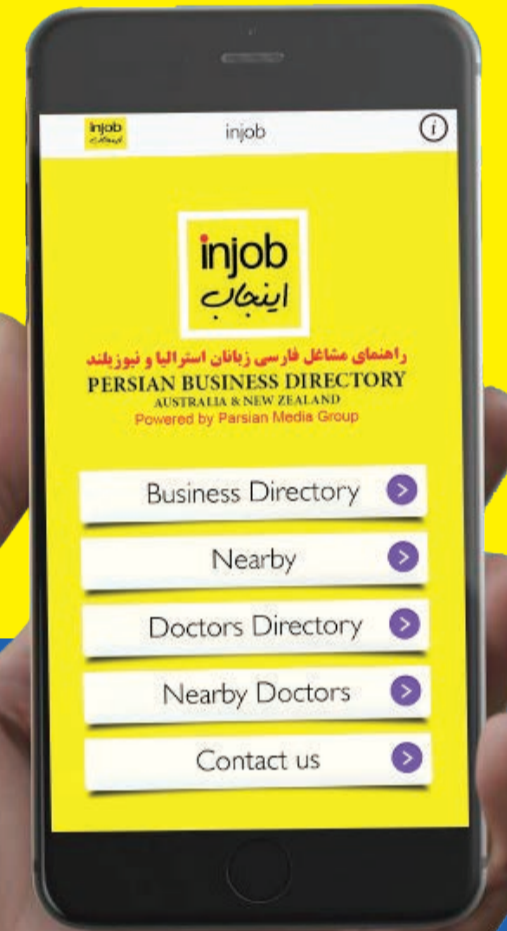 injob
اینجاب
injob
injob
اینجاب
راهنمای مشاغل فارسی زبانان استرالیا و نیوزیلند
PERSIAN BUSINESS DIRECTORY
AUSTRALIA & NEW ZEALAND
Powered by Parsian Media Group
Business Directory
Nearby
Doctors Directory
Nearby Doctors
Contact us